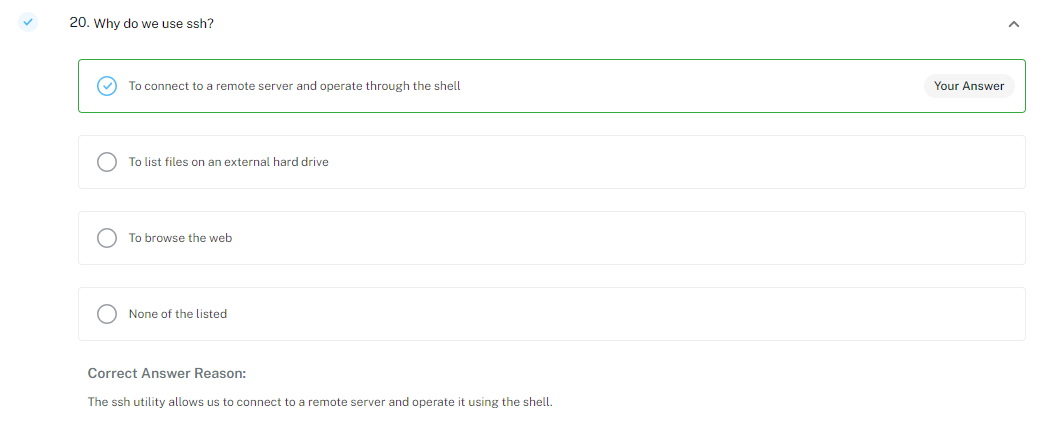 20. Why do we use ssh?
To connect to a remote server and operate through the shell
Your Answer
To list files on an external hard drive
To browse the web
None of the listed
Correct Answer Reason:
The ssh utility allows us to connect to a remote server and operate it using the shell.